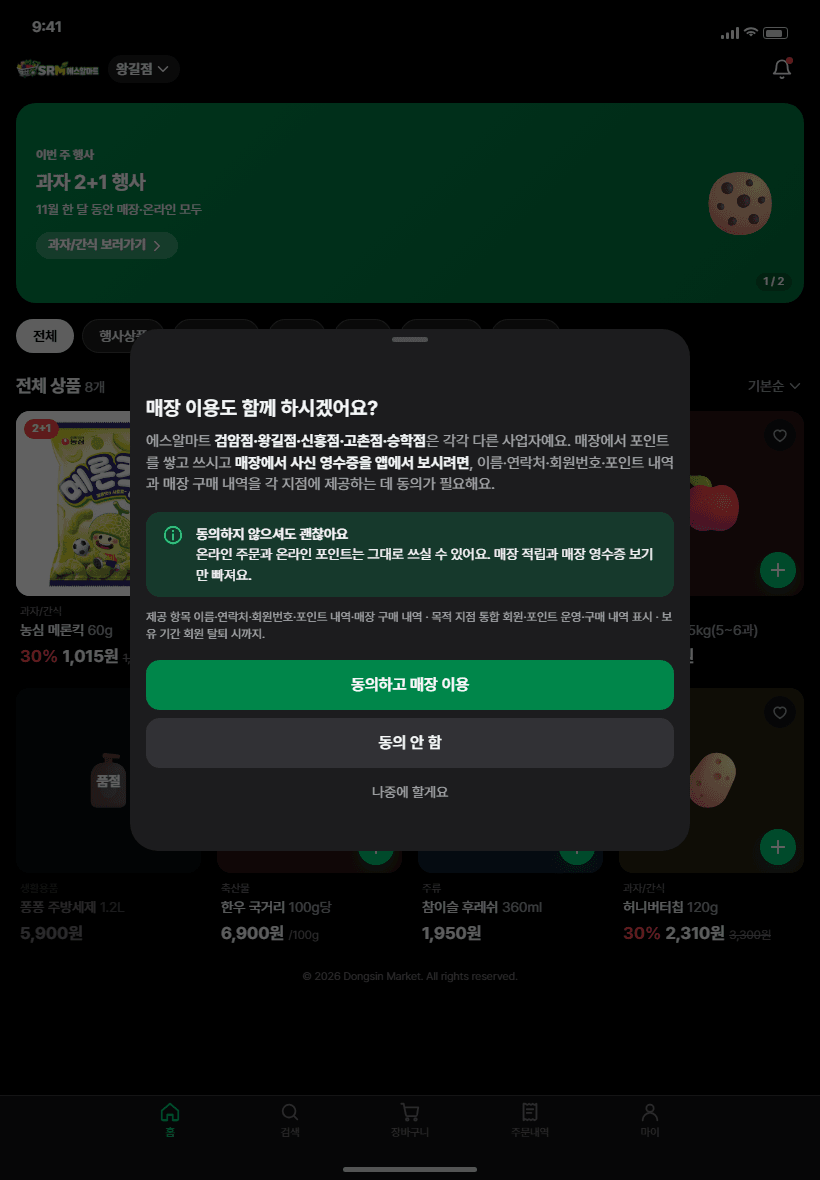 9:41
SRM 에스알마트
왕길점
이번 주 행사
과자 2+1 행사
11월 한 달 동안 매장·온라인 모두
과자/간식 보러가기
1 / 2
전체
행사상품
전체 상품 8개
기본순
2+1
농심
메론킥
매장 이용도 함께 하시겠어요?
에스알마트 검암점·왕길점·신흥점·고촌점·승학점은 각각 다른 사업자예요. 매장에서 포인트
를 쌓고 쓰시고 매장에서 사신 영수증을 앱에서 보시려면, 이름·연락처·회원번호·포인트 내역
과 매장 구매 내역을 각 지점에 제공하는 데 동의가 필요해요.
동의하지 않으셔도 괜찮아요
온라인 주문과 온라인 포인트는 그대로 쓰실 수 있어요. 매장 적립과 매장 영수증 보기
만 빠져요.
제공 항목 이름·연락처·회원번호·포인트 내역·매장 구매 내역 · 목적 지점 통합 회원·포인트 운영·구매 내역 표시 · 보
유 기간 회원 탈퇴 시까지.
동의하고 매장 이용
동의 안 함
나중에 할게요
과자/간식
농심 메론킥 60g
30% 1,015원
5kg(5~6과)
원
품절
생활용품
퐁퐁 주방세제 1.2L
5,900원
축산물
한우 국거리 100g당
6,900원 /100g
주류
참이슬 후레쉬 360ml
1,950원
과자/간식
허니버터칩 120g
30% 2,310원 3,300원
© 2026 Dongsin Market. All rights reserved.
홈
검색
장바구니
주문내역
마이